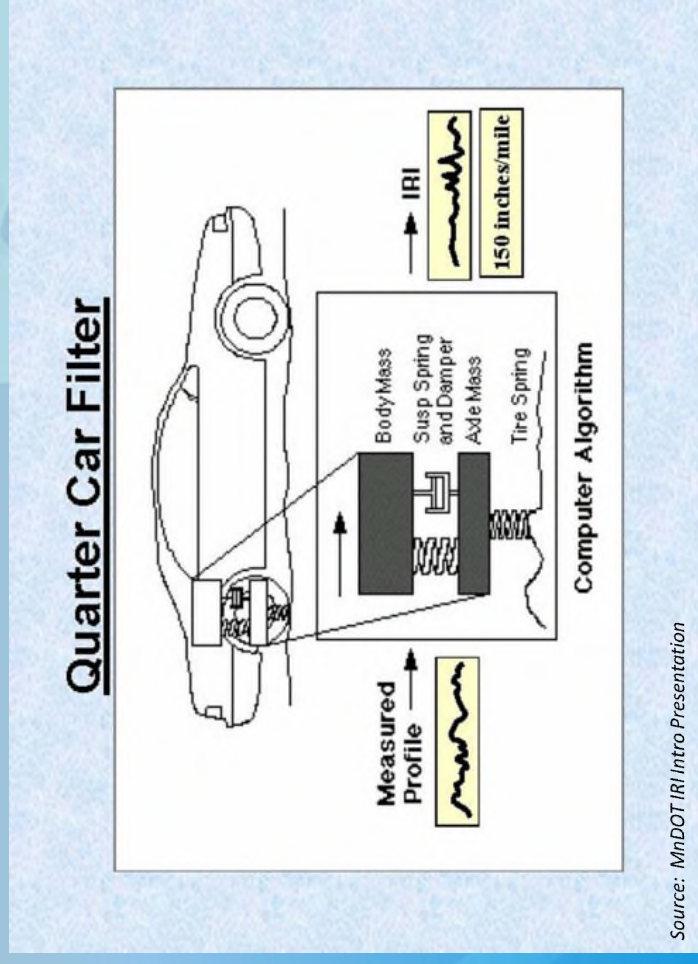 Quarter Car Filter
Measured
Profile
Body Mass
Susp Spring
and Damper
Axle Mass
Tire Spring
IRI
150 inches/mile
Computer Algorithm
Source: MnDOT IRI Intro Presentation